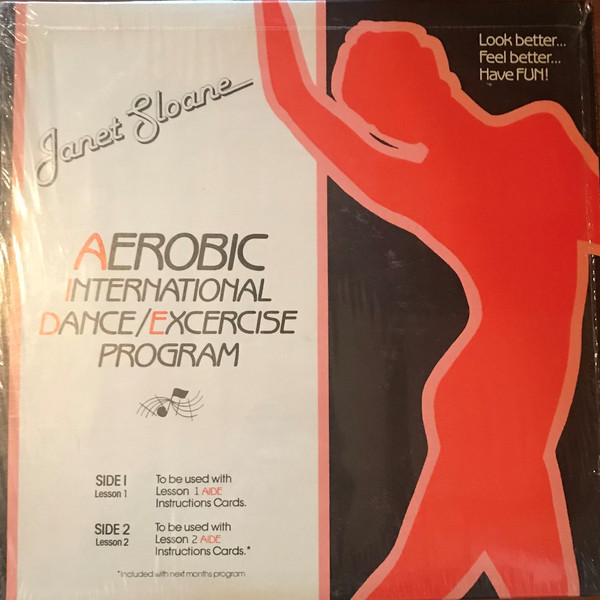 Look better...
Feel better...
Have FUN!
Janet Sloane
AEROBIC
INTERNATIONAL
DANCE/EXCERCISE
PROGRAM
SIDE 1
Lesson 1
To be used with
Lesson 1 AIDE
Instructions Cards.
SIDE 2
Lesson 2
To be used with
Lesson 2 AIDE
Instructions Cards.*
*Included with next months program